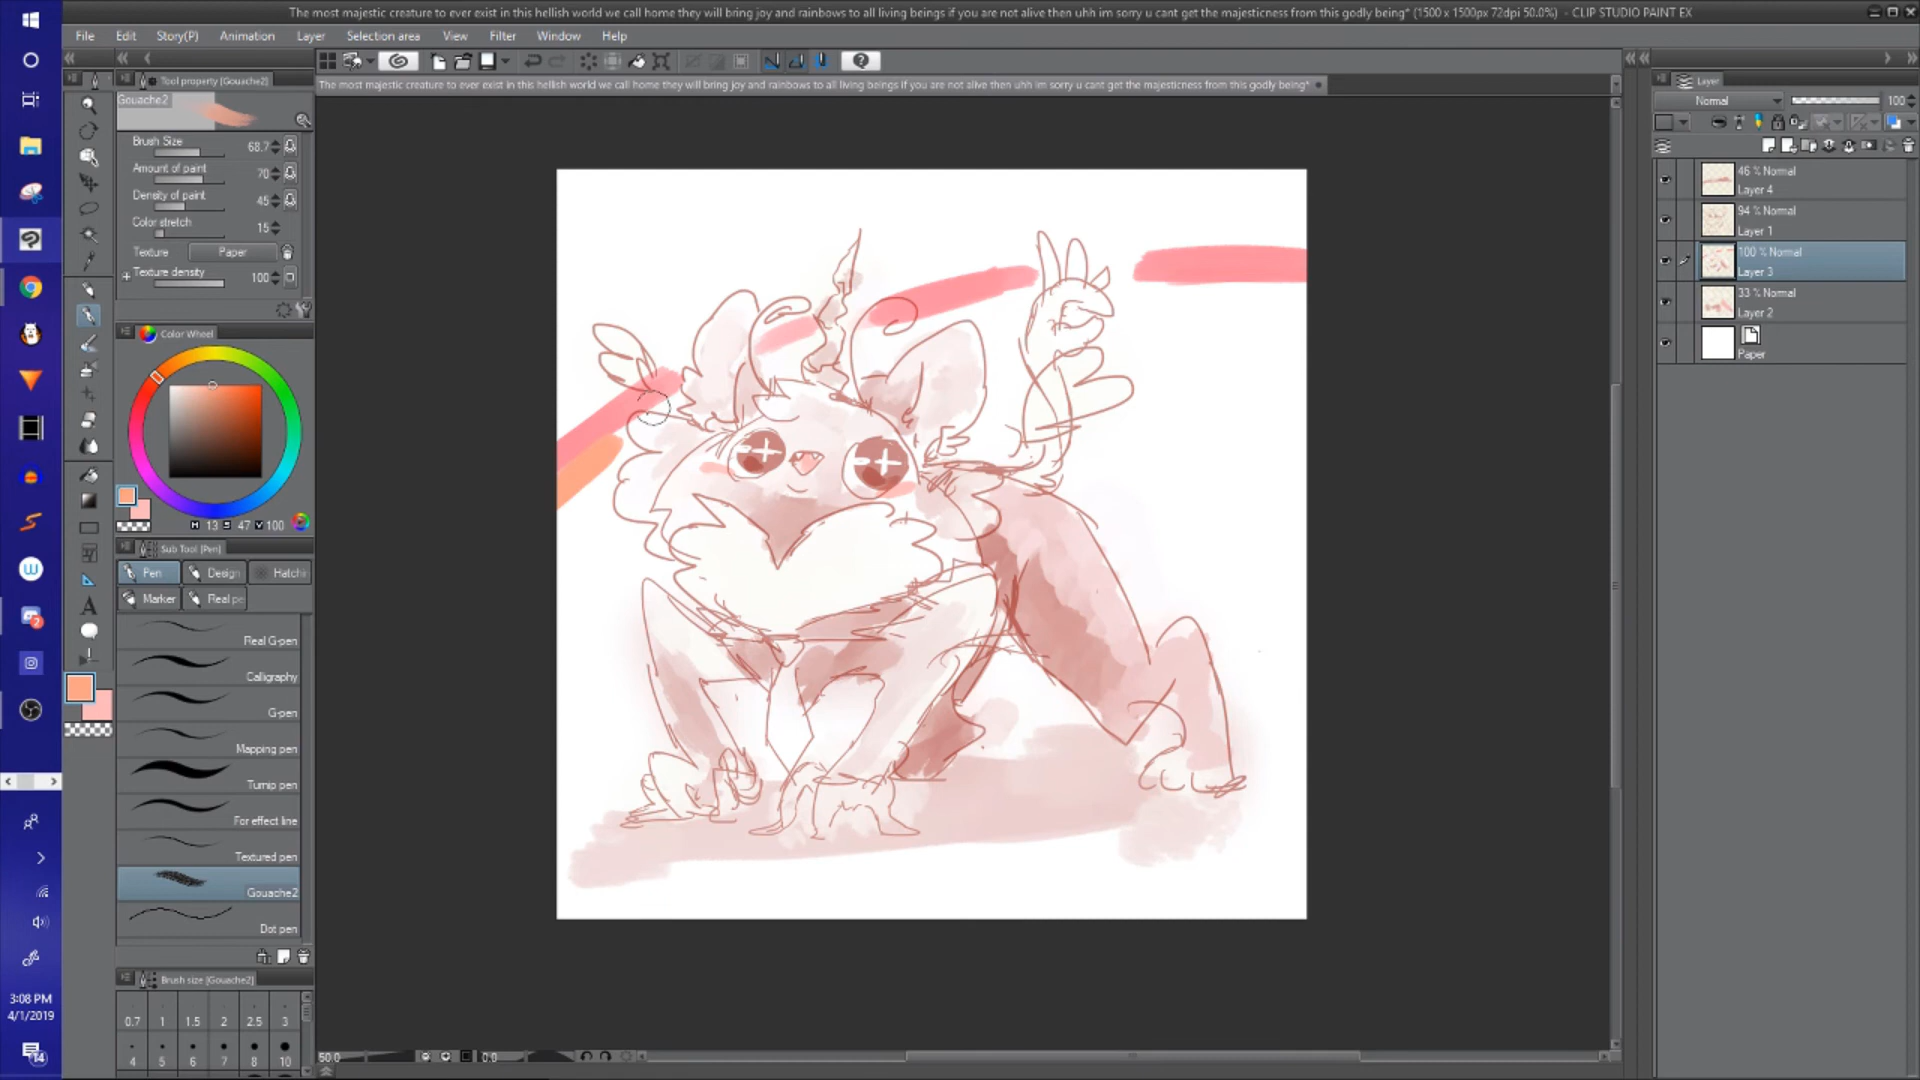 The most majestic creature to ever exist in this hellish world we call home they will bring joy and rainbows to all living beings if you are not alive then uhh im sorry u cant get the majesticness from this godly being* (1500 x 1500px 72dpi 50.0%) - CLIP STUDIO PAINT EX
File Edit Story(P) Animation Layer Selection area View Filter Window Help
Tool property [Gouache2]
The most majestic creature to ever exist in this hellish world we call home they will bring joy and rainbows to all living beings if you are not alive then uhh im sorry u cant get the majesticness from this godly being*
Gouache2
Brush Size 68.7
Amount of paint 70
Density of paint 45
Color stretch 15
Texture Paper
Texture density 100
Color Wheel
H 13 S 47 V 100
Sub Tool [Pen]
Pen Design Hatchi
Marker Real pe
Real G-pen
Calligraphy
G-pen
Mapping pen
Turnip pen
For effect line
Textured pen
Gouache2
Dot pen
Brush size [Gouache2]
0.7 1 1.5 2 2.5 3
4 5 6 7 8 10
50.0 0.0
Layer
Normal 100
46 % Normal
Layer 4
94 % Normal
Layer 1
100 % Normal
Layer 3
33 % Normal
Layer 2
Paper
3:08 PM
4/1/2019
14